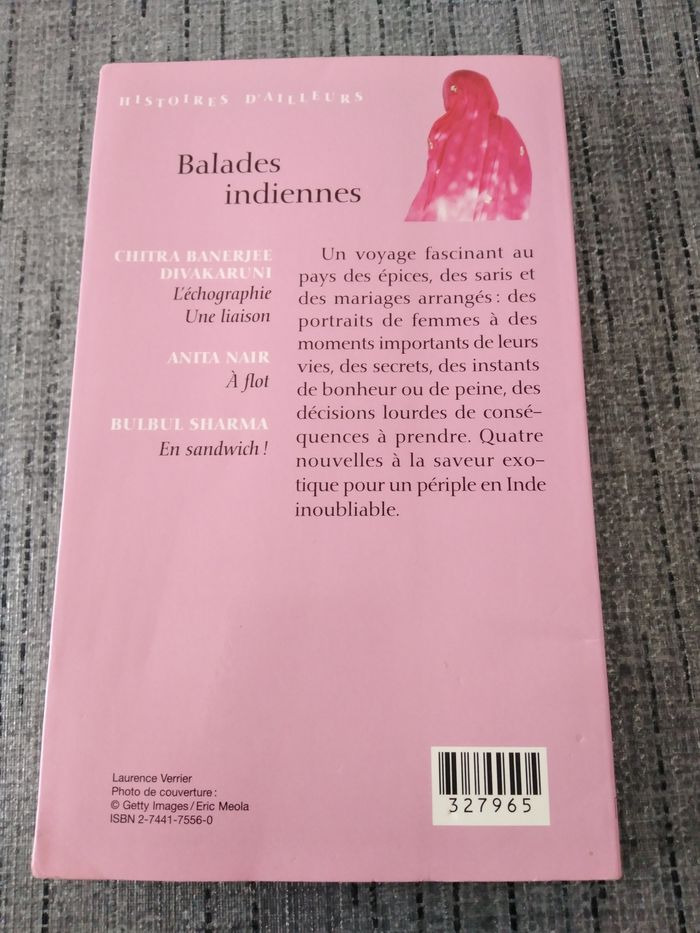 HISTOIRES D'AILLEURS
Balades
indiennes
CHITRA BANERJEE
DIVAKARUNI
L'échographie
Une liaison
ANITA NAIR
À flot
BULBUL SHARMA
En sandwich !
Un voyage fascinant au
pays des épices, des saris et
des mariages arrangés : des
portraits de femmes à des
moments importants de leurs
vies, des secrets, des instants
de bonheur ou de peine, des
décisions lourdes de consé-
quences à prendre. Quatre
nouvelles à la saveur exo-
tique pour un périple en Inde
inoubliable.
Laurence Verrier
Photo de couverture :
© Getty Images / Eric Meola
ISBN 2-7441-7556-0
327965